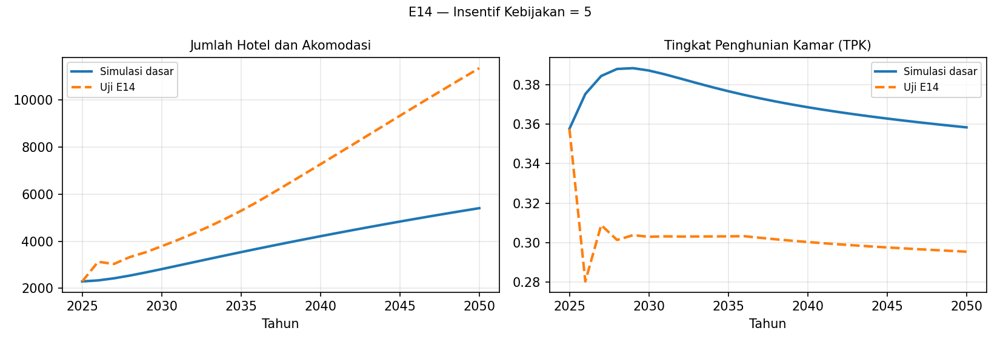 E14 — Insentif Kebijakan = 5
Jumlah Hotel dan Akomodasi
Simulasi dasar
Uji E14
10000
8000
6000
4000
2000
2025 2030 2035 2040 2045 2050
Tahun
Tingkat Penghunian Kamar (TPK)
Simulasi dasar
Uji E14
0.38
0.36
0.34
0.32
0.30
0.28
2025 2030 2035 2040 2045 2050
Tahun